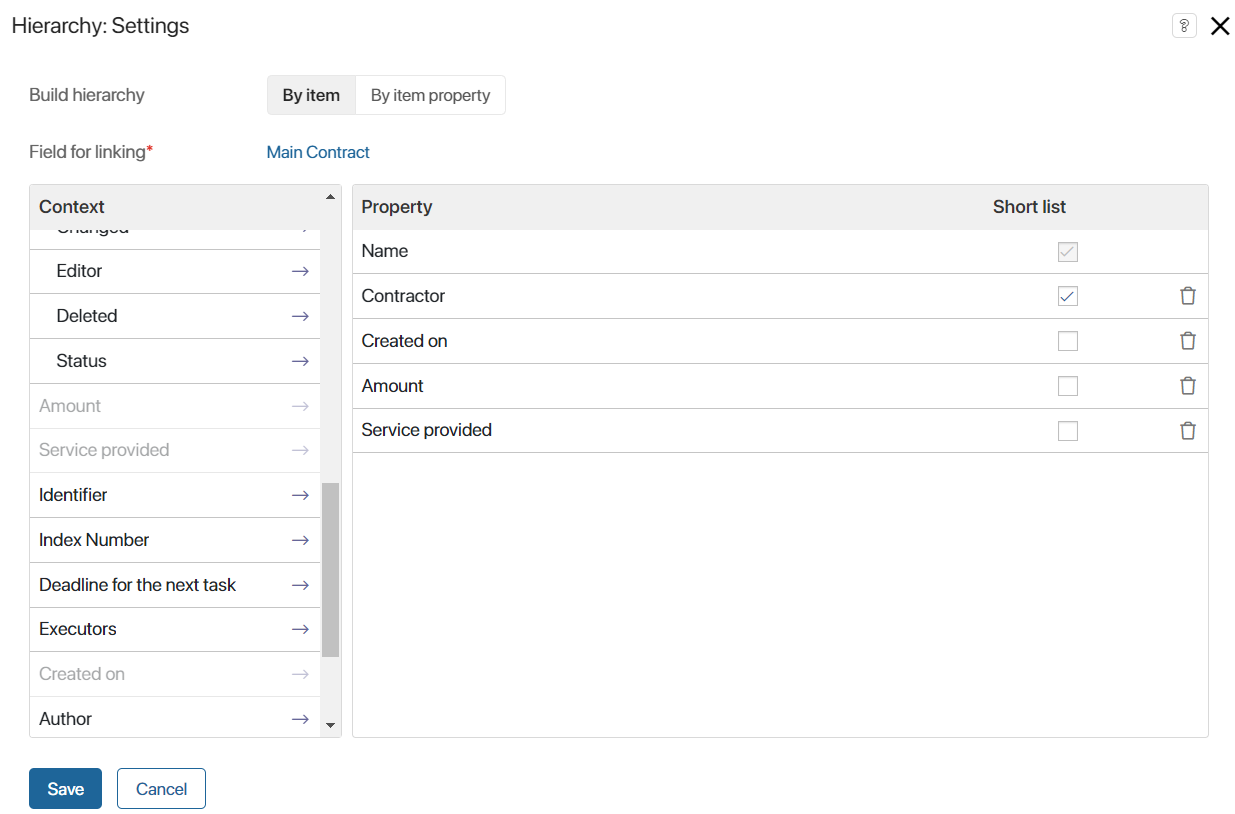 Hierarchy: Settings
?
Build hierarchy
By item
By item property
Field for linking*
Main Contract
Context
Property
Short list
Changed
Name
Editor
Contractor
Deleted
Created on
Status
Amount
Amount
Service provided
Service provided
Identifier
Index Number
Deadline for the next task
Executors
Created on
Author
Save
Cancel